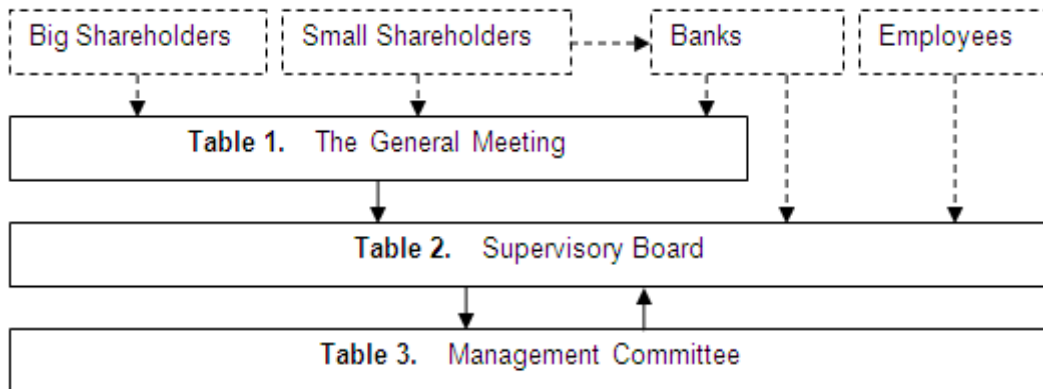 Big Shareholders
Small Shareholders
Banks
Employees
Table 1. The General Meeting
Table 2. Supervisory Board
Table 3. Management Committee